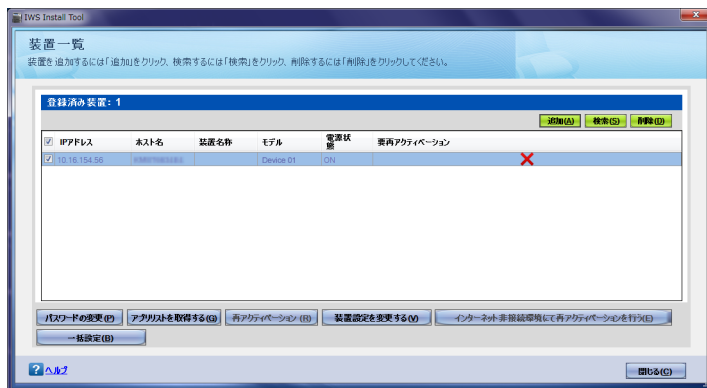 IWS Install Tool
装置一覧
装置を追加するには「追加」をクリック、検索するには「検索」をクリック、削除するには「削除」をクリックしてください。
登録済み装置: 1
追加(A) 検索(S) 削除(D)
IPアドレス ホスト名 装置名称 モデル 電源状態 要再アクティベーション
10.16.154.56 Device 01 ON
パスワードの変更(P) アプリリストを取得する(G) 再アクティベーション (R) 装置設定を変更する(V) インターネット非接続環境にて再アクティベーションを行う(E)
一括設定(B)
ヘルプ 閉じる(C)